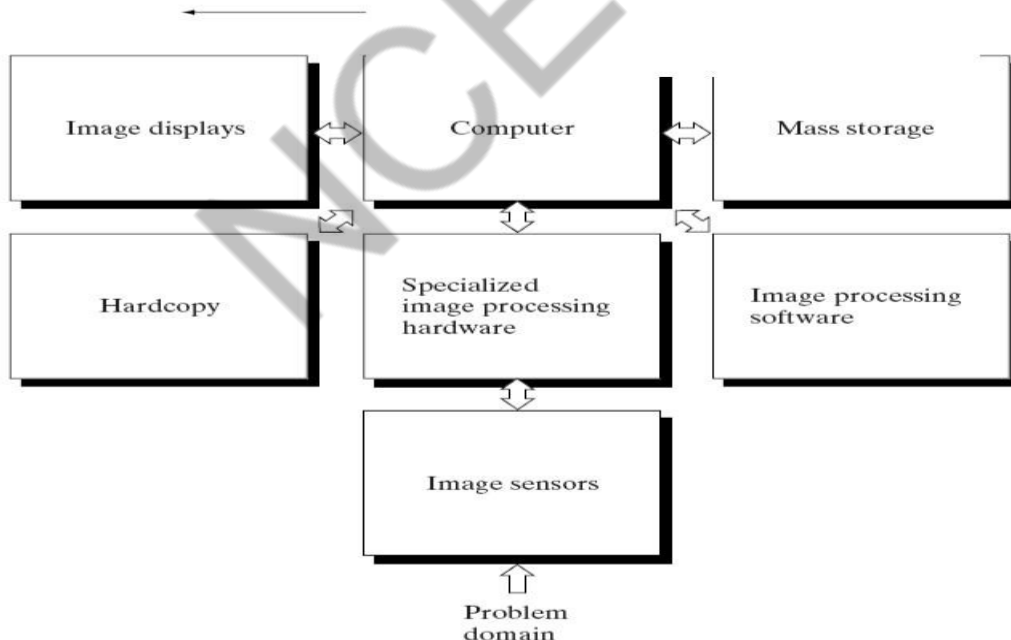 Image displays
Computer
Mass storage
Hardcopy
Specialized
image processing
hardware
Image processing
software
Image sensors
Problem
domain
NCE